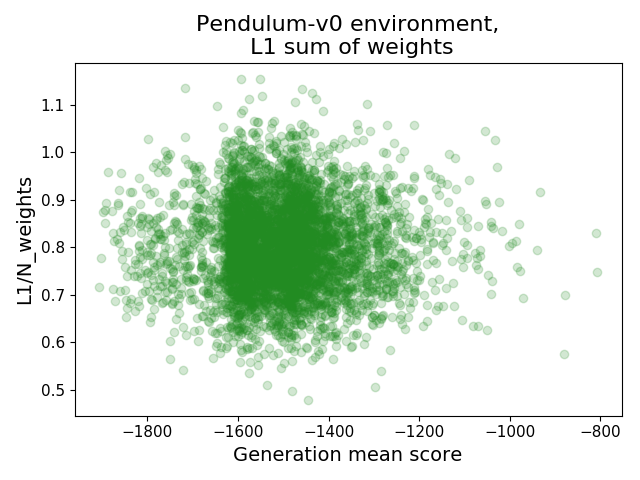 Pendulum-v0 environment,
L1 sum of weights
1.1
1.0
0.9
0.8
0.7
0.6
0.5
L1/N_weights
−1800 −1600 −1400 −1200 −1000 −800
Generation mean score